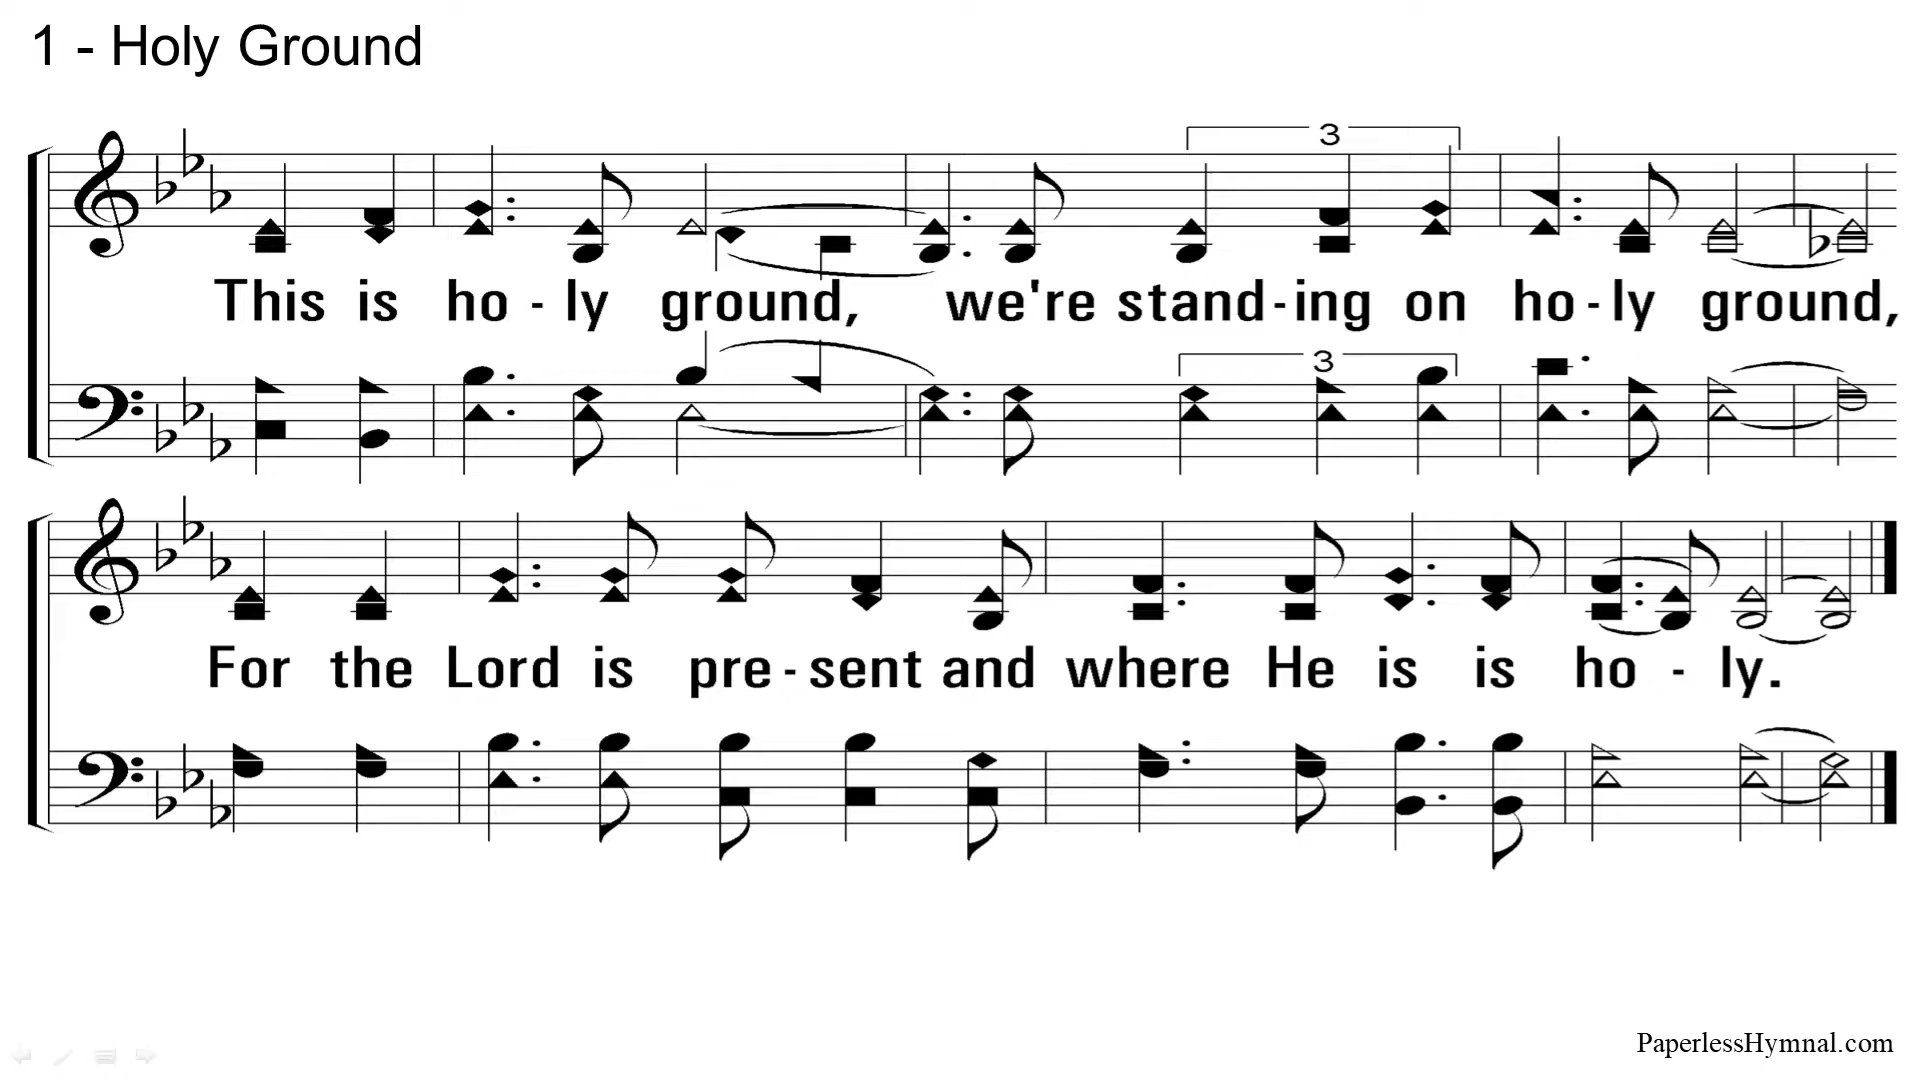 1 - Holy Ground
3
This is ho - ly ground, we're stand-ing on ho-ly ground,
3
For the Lord is pre-sent and where He is is ho - ly.
PaperlessHymnal.com